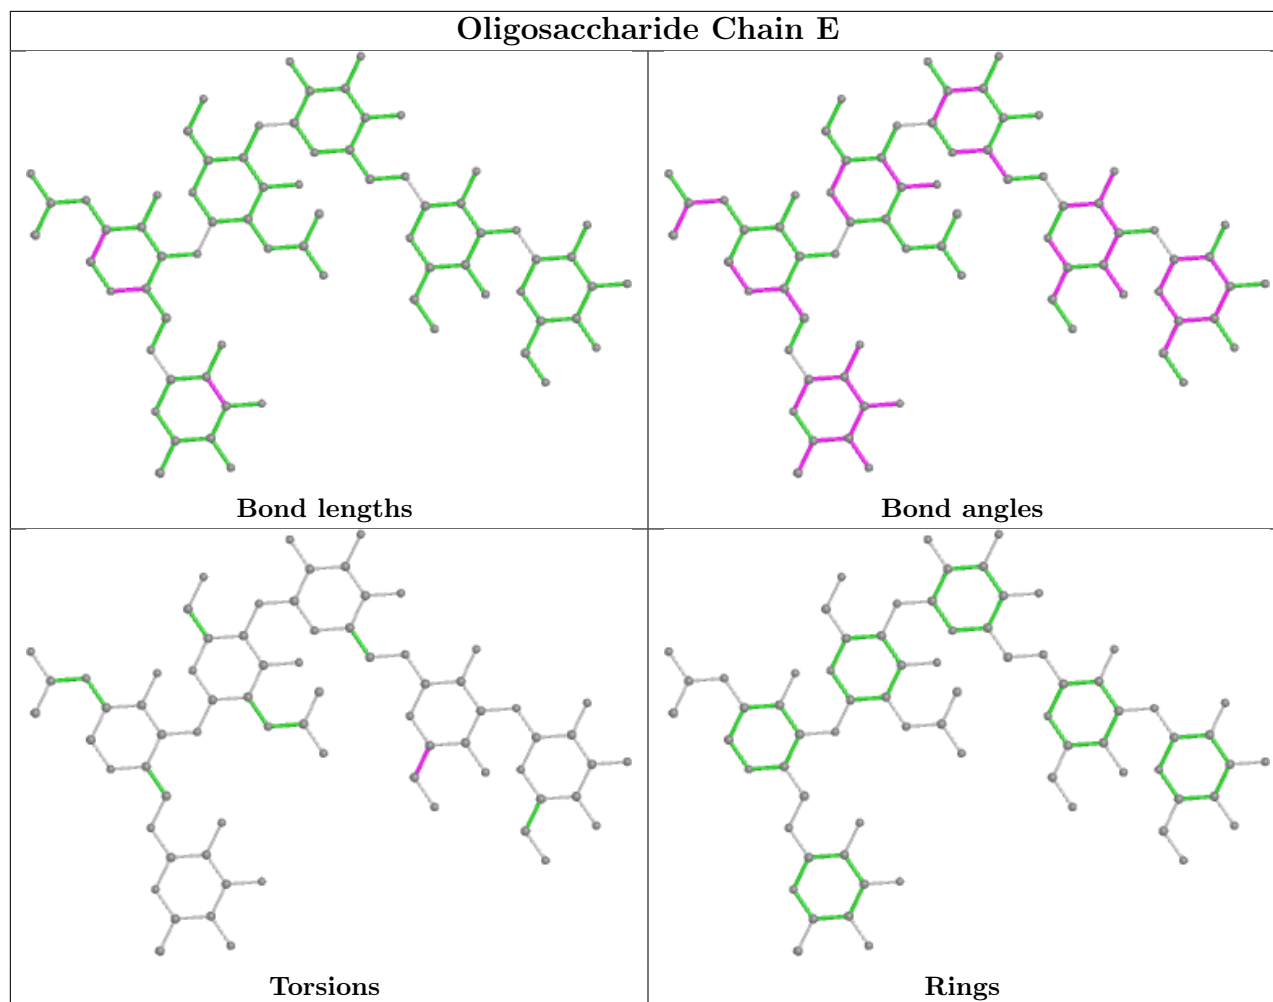 Oligosaccharide Chain E
Bond lengths
Bond angles
Torsions
Rings